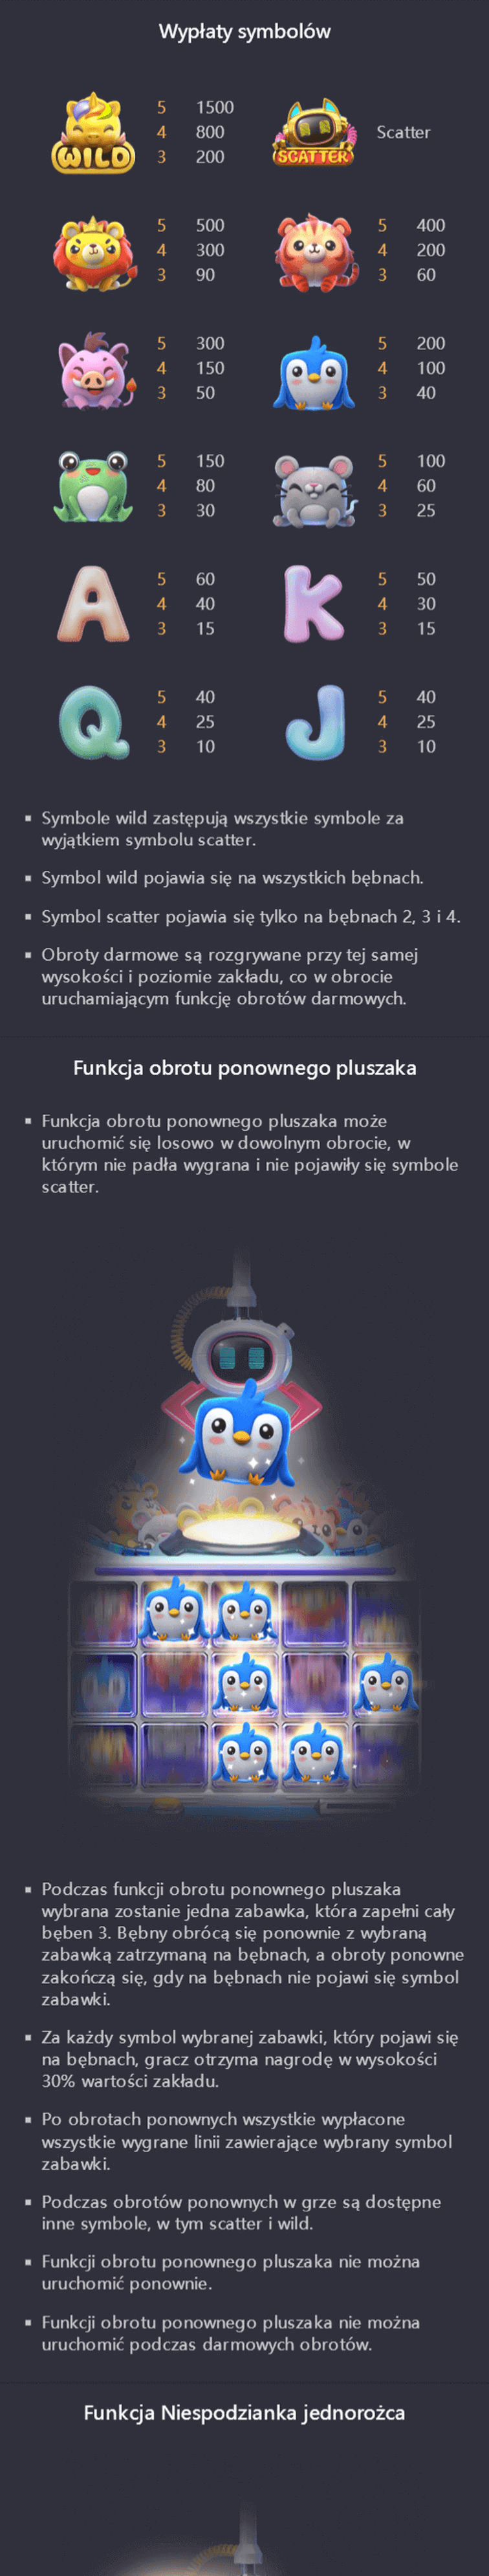 Wypłaty symbolów
WILD 5 1500 SCATTER Scatter
4 800
3 200
5 500 5 400
4 300 4 200
3 90 3 60
5 300 5 200
4 150 4 100
3 50 3 40
5 150 5 100
4 80 4 60
3 30 3 25
A 5 60 K 5 50
4 40 4 30
3 15 3 15
Q 5 40 J 5 40
4 25 4 25
3 10 3 10
▪ Symbole wild zastępują wszystkie symbole za
wyjątkiem symbolu scatter.
▪ Symbol wild pojawia się na wszystkich bębnach.
▪ Symbol scatter pojawia się tylko na bębnach 2, 3 i 4.
▪ Obroty darmowe są rozgrywane przy tej samej
wysokości i poziomie zakładu, co w obrocie
uruchamiającym funkcję obrotów darmowych.
Funkcja obrotu ponownego pluszaka
▪ Funkcja obrotu ponownego pluszaka może
uruchomić się losowo w dowolnym obrocie, w
którym nie padła wygrana i nie pojawiły się symbole
scatter.
▪ Podczas funkcji obrotu ponownego pluszaka
wybrana zostanie jedna zabawka, która zapełni cały
bęben 3. Bębny obrócą się ponownie z wybraną
zabawką zatrzymaną na bębnach, a obroty ponowne
zakończą się, gdy na bębnach nie pojawi się symbol
zabawki.
▪ Za każdy symbol wybranej zabawki, który pojawi się
na bębnach, gracz otrzyma nagrodę w wysokości
30% wartości zakładu.
▪ Po obrotach ponownych wszystkie wypłacone
wszystkie wygrane linii zawierające wybrany symbol
zabawki.
▪ Podczas obrotów ponownych w grze są dostępne
inne symbole, w tym scatter i wild.
▪ Funkcji obrotu ponownego pluszaka nie można
uruchomić ponownie.
▪ Funkcji obrotu ponownego pluszaka nie można
uruchomić podczas darmowych obrotów.
Funkcja Niespodzianka jednorożca